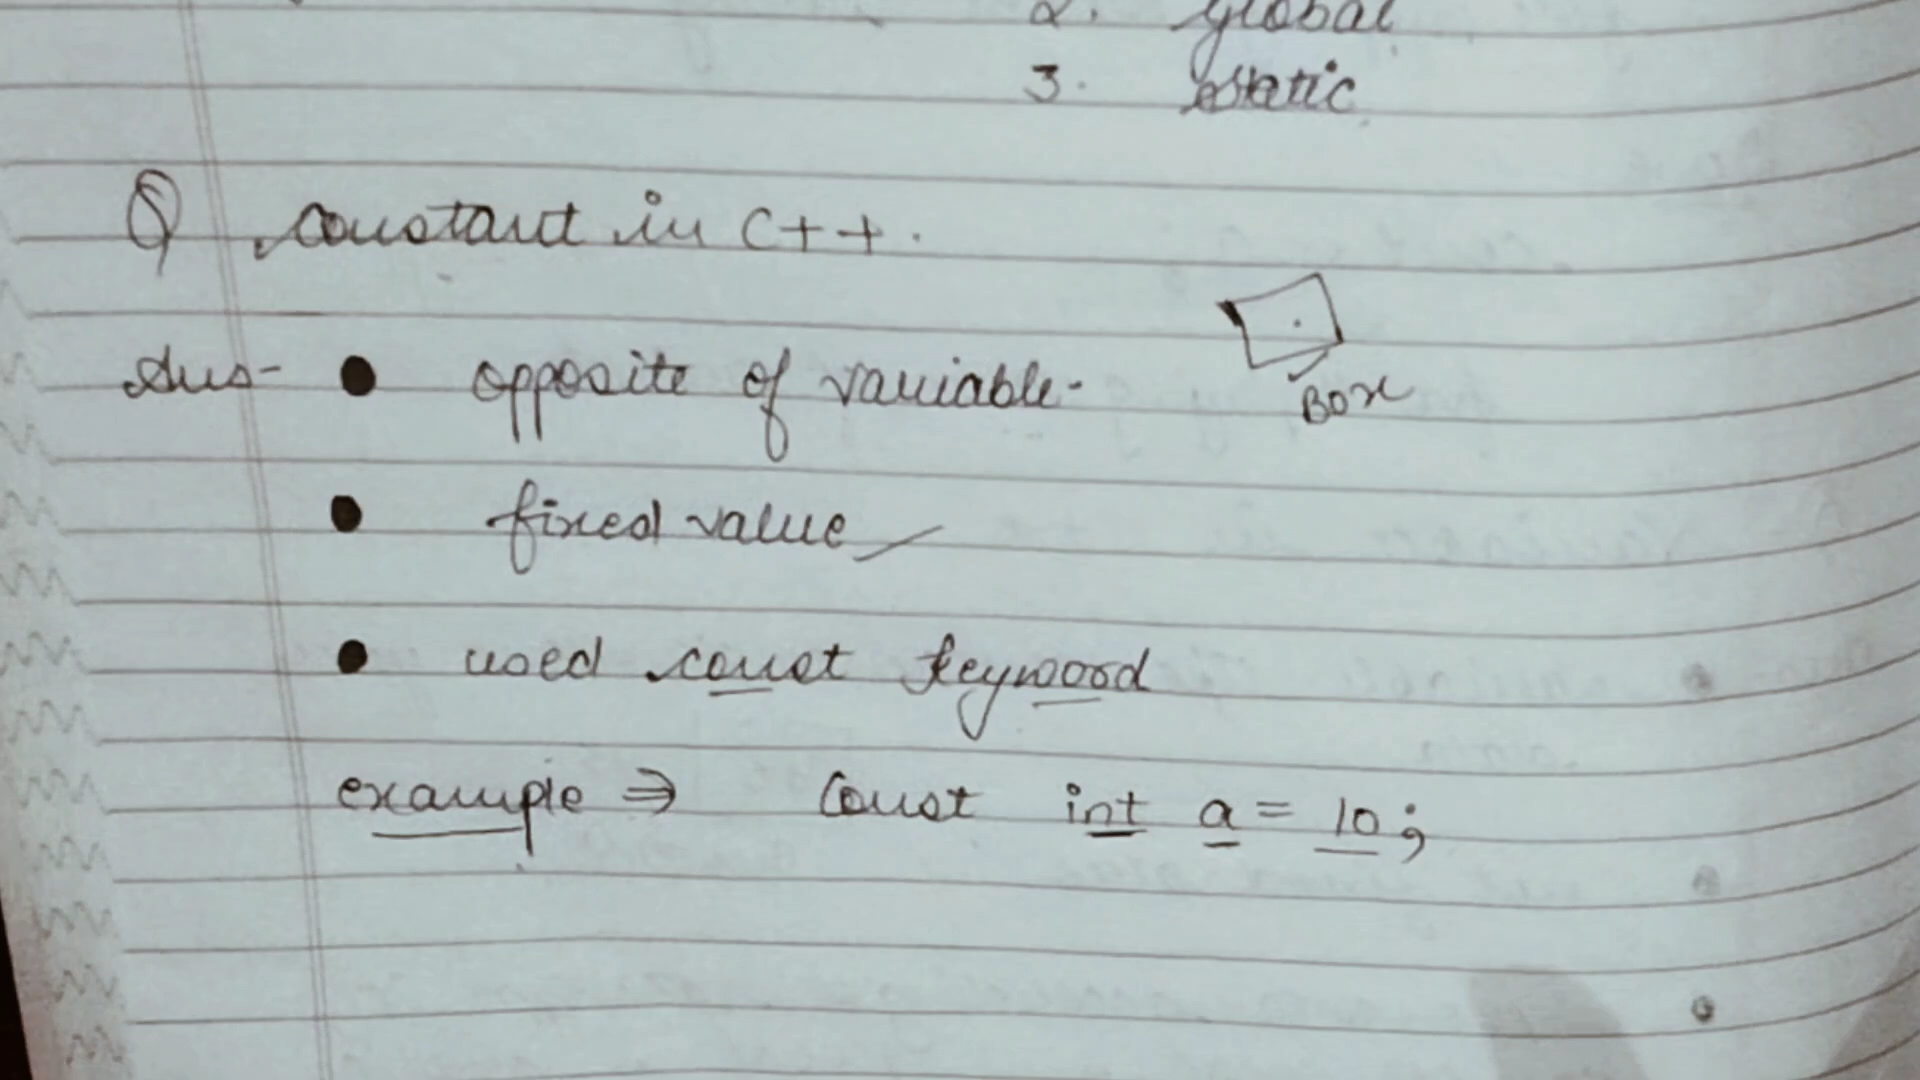 2. Global
3. Static
Q constant in C++.
Ans- ● opposite of variable-
Box
● fixed value
● used const keyword
example ⇒ Const int a = 10;